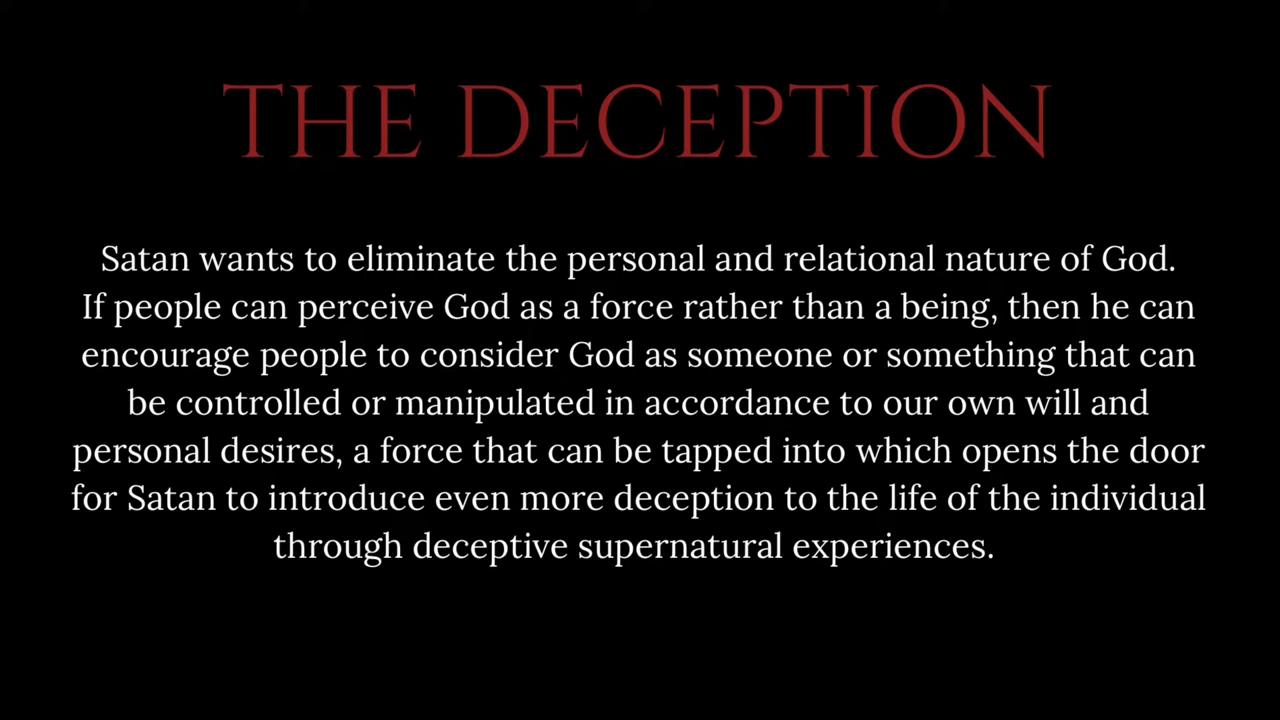 THE DECEPTION
Satan wants to eliminate the personal and relational nature of God.
If people can perceive God as a force rather than a being, then he can
encourage people to consider God as someone or something that can
be controlled or manipulated in accordance to our own will and
personal desires, a force that can be tapped into which opens the door
for Satan to introduce even more deception to the life of the individual
through deceptive supernatural experiences.